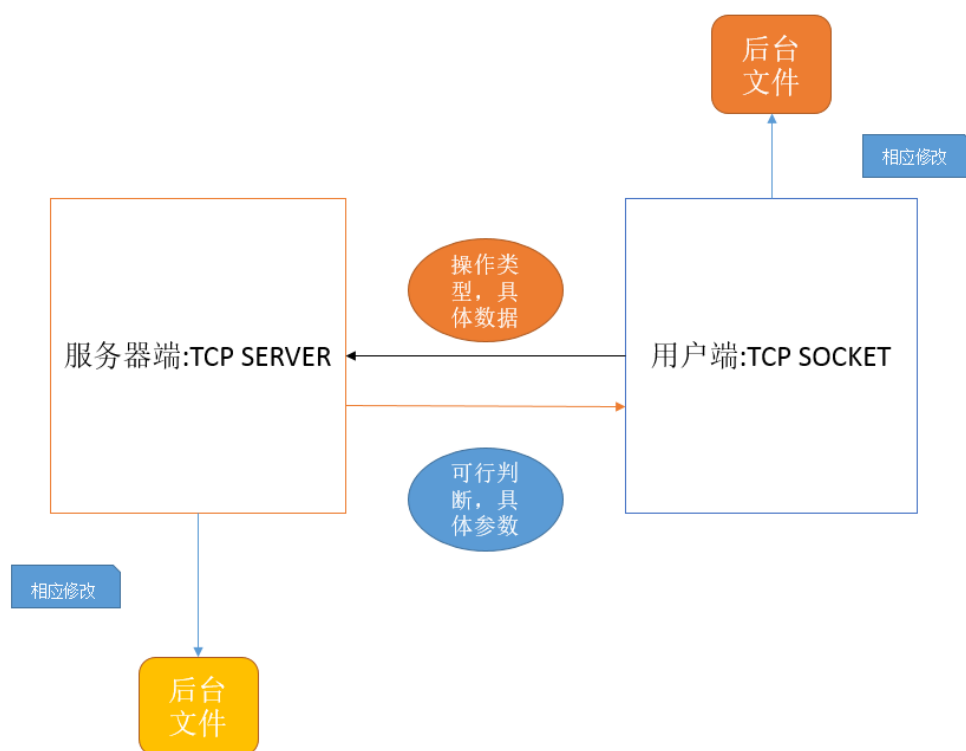 后台
文件
相应修改
操作类
型，具
体数据
服务器端:TCP SERVER
用户端:TCP SOCKET
可行判
断，具
体参数
相应修改
后台
文件